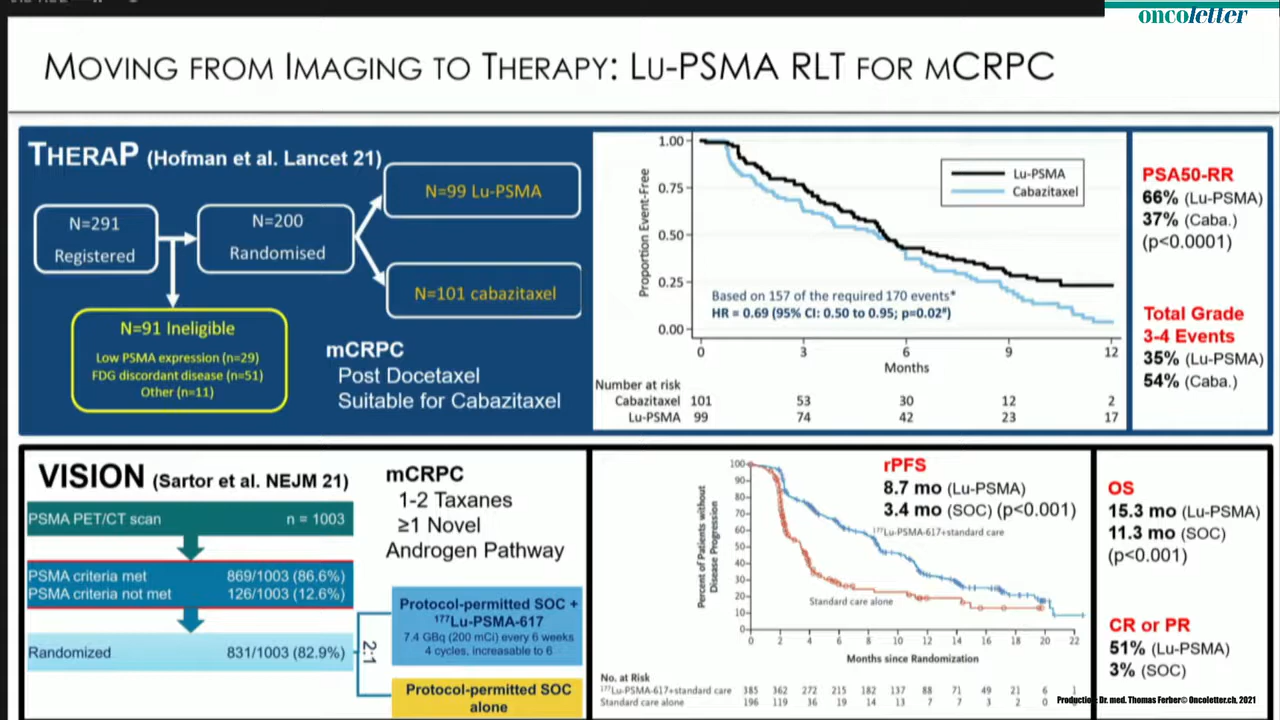 oncoletter
MOVING FROM IMAGING TO THERAPY: LU-PSMA RLT FOR MCRPC
THERAP (Hofman et al. Lancet 21)
N=291
Registered
N=200
Randomised
N=99 Lu-PSMA
N=101 cabazitaxel
N=91 Ineligible
Low PSMA expression (n=29)
FDG discordant disease (n=51)
Other (n=11)
mCRPC
Post Docetaxel
Suitable for Cabazitaxel
Proportion Event-Free
1.00
0.75
0.50
0.25
0.00
Lu-PSMA
Cabazitaxel
Based on 157 of the required 170 events*
HR = 0.69 (95% CI: 0.50 to 0.95; p=0.02#)
0 3 6 9 12
Months
Number at risk
Cabazitaxel 101 53 30 12 2
Lu-PSMA 99 74 42 23 17
PSA50-RR
66% (Lu-PSMA)
37% (Caba.)
(p<0.0001)
Total Grade
3-4 Events
35% (Lu-PSMA)
54% (Caba.)
VISION (Sartor et al. NEJM 21)
PSMA PET/CT scan n = 1003
PSMA criteria met 869/1003 (86.6%)
PSMA criteria not met 126/1003 (12.6%)
Randomized 831/1003 (82.9%)
2:1
mCRPC
1-2 Taxanes
≥1 Novel
Androgen Pathway
Protocol-permitted SOC +
¹⁷⁷Lu-PSMA-617
7.4 GBq (200 mCi) every 6 weeks
4 cycles, increasable to 6
Protocol-permitted SOC
alone
Percent of Patients without
Disease Progression
100
90
80
70
60
50
40
30
20
10
0
rPFS
8.7 mo (Lu-PSMA)
3.4 mo (SOC) (p<0.001)
¹⁷⁷Lu-PSMA-617+standard care
Standard care alone
0 2 4 6 8 10 12 14 16 18 20 22
Months since Randomization
No. at Risk
¹⁷⁷Lu-PSMA-617+standard care 385 362 272 215 182 137 88 71 49 21 6 1
Standard care alone 196 119 36 19 14 13 7 7 3 2 0
OS
15.3 mo (Lu-PSMA)
11.3 mo (SOC)
(p<0.001)
CR or PR
51% (Lu-PSMA)
3% (SOC)
Production: Dr. med. Thomas Ferber© Oncoletter.ch, 2021